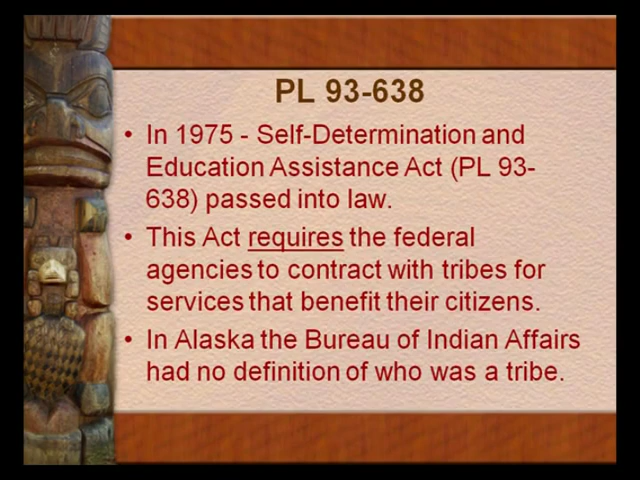 PL 93-638
• In 1975 - Self-Determination and
Education Assistance Act (PL 93-
638) passed into law.
• This Act requires the federal
agencies to contract with tribes for
services that benefit their citizens.
• In Alaska the Bureau of Indian Affairs
had no definition of who was a tribe.